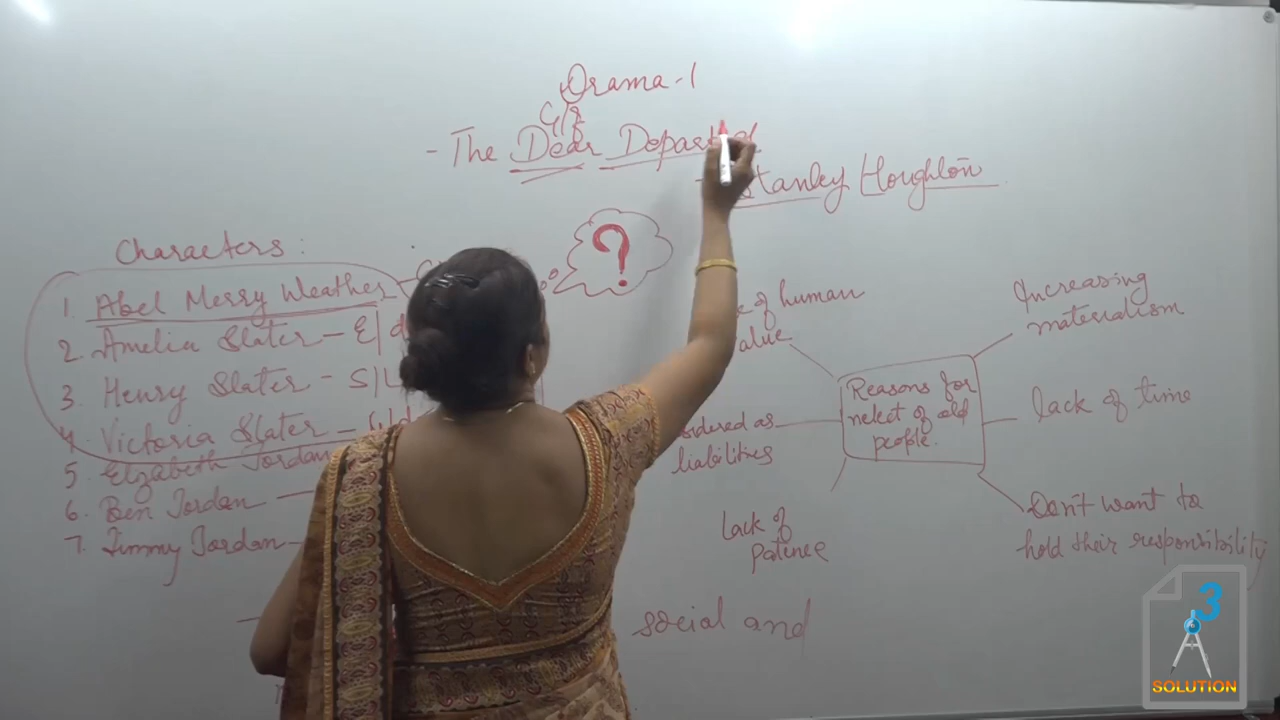 Drama-1
G/f
- The Dear Depart
Stanley Houghton
Characters :
?
1. Abel Merry Weather
2. Amelia Slater - E/d
3. Henry Slater - S/L
4. Victoria Slater -
5. Elizabeth Jordan
6. Ben Jordan
7. Jimmy Jordan
of human
value
Increasing
materialism
Reasons for
nelect of old
people.
lack of time
liabilities
Don't want to
hold their responsibility
Lack of
patience
social and
3
SOLUTION